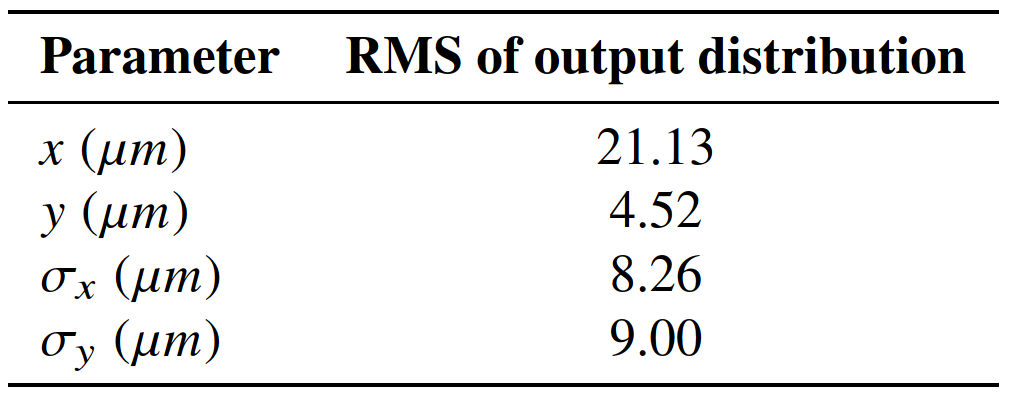 Parameter RMS of output distribution
x (μm) 21.13
y (μm) 4.52
σx (μm) 8.26
σy (μm) 9.00